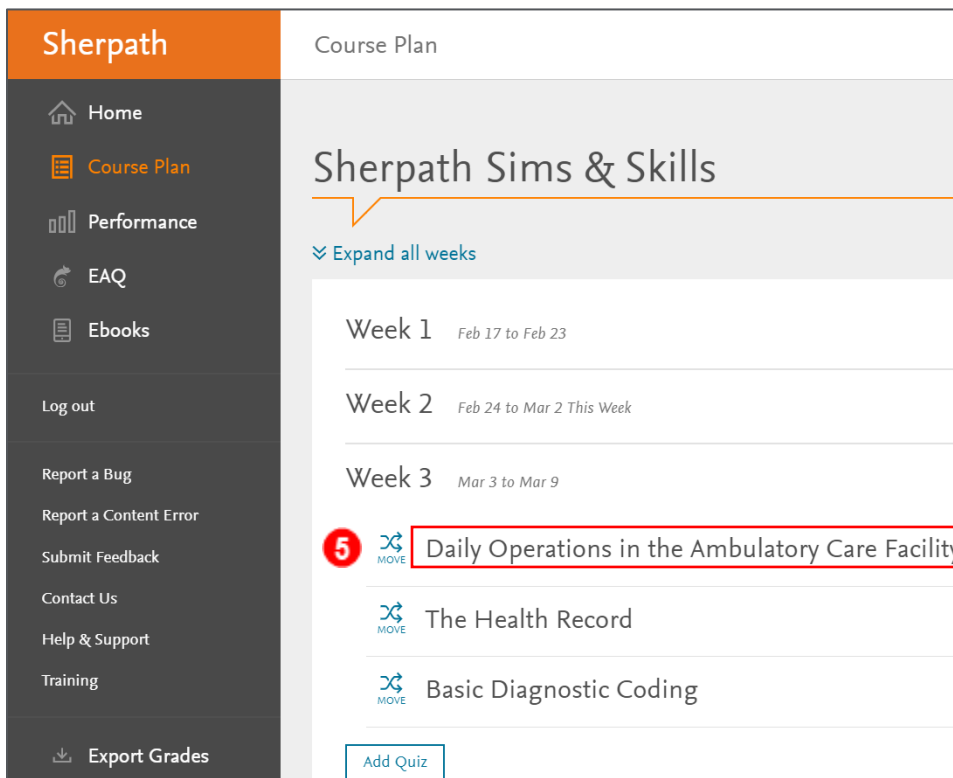 Sherpath
Course Plan
Home
Course Plan
Performance
EAQ
Ebooks
Log out
Report a Bug
Report a Content Error
Submit Feedback
Contact Us
Help & Support
Training
Export Grades
Sherpath Sims & Skills
Expand all weeks
Week 1 Feb 17 to Feb 23
Week 2 Feb 24 to Mar 2 This Week
Week 3 Mar 3 to Mar 9
5 MOVE Daily Operations in the Ambulatory Care Facility
MOVE The Health Record
MOVE Basic Diagnostic Coding
Add Quiz